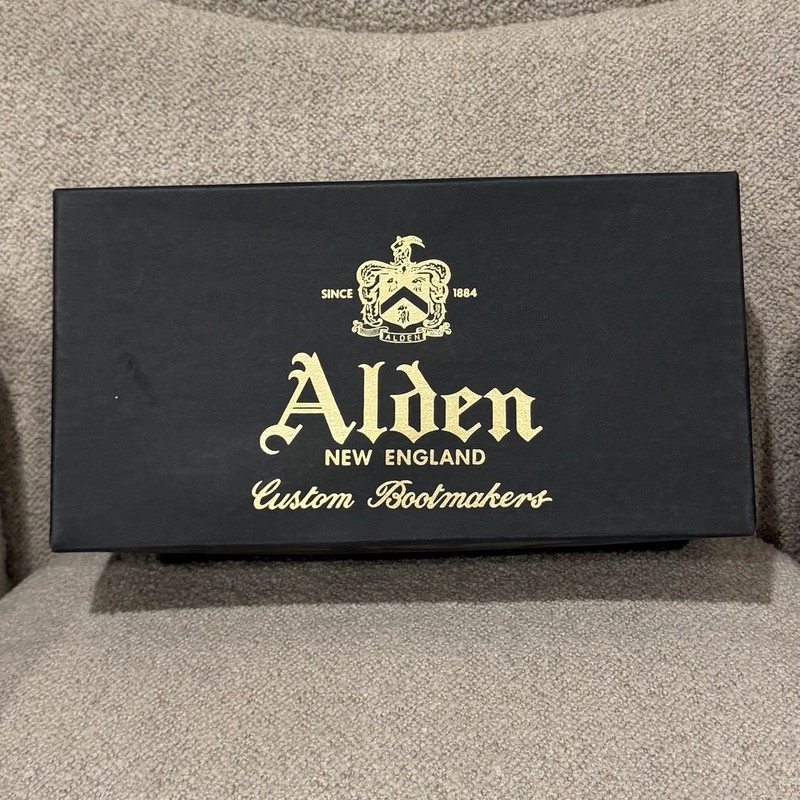 SINCE 1884
ALDEN
Alden
NEW ENGLAND
Custom Bootmakers